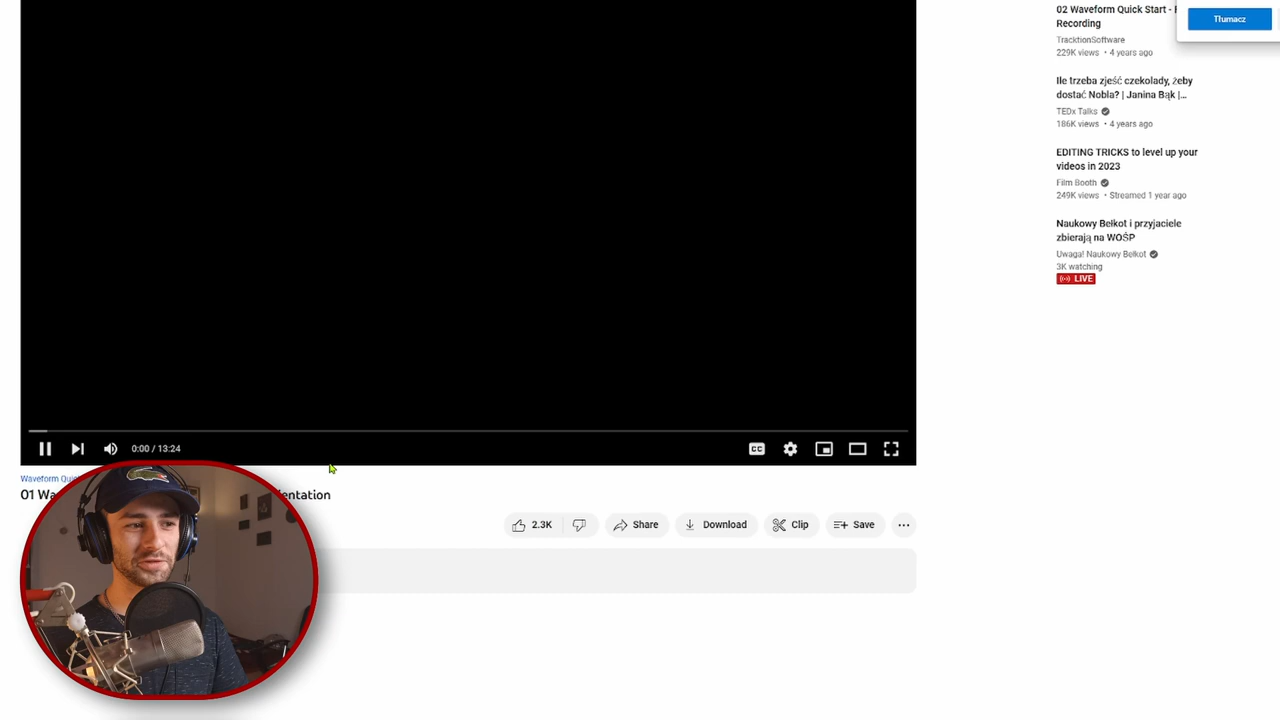 02 Waveform Quick Start -
Recording
TracktionSoftware
229K views • 4 years ago
Tłumacz
Ile trzeba zjeść czekolady, żeby
dostać Nobla? | Janina Bąk |...
TEDx Talks
186K views • 4 years ago
EDITING TRICKS to level up your
videos in 2023
Film Booth
249K views • Streamed 1 year ago
Naukowy Bełkot i przyjaciele
zbierają na WOŚP
Uwaga! Naukowy Bełkot
3K watching
LIVE
0:00 / 13:24
CC
Waveform Quic
01 Wa entation
2.3K
Share
Download
Clip
Save